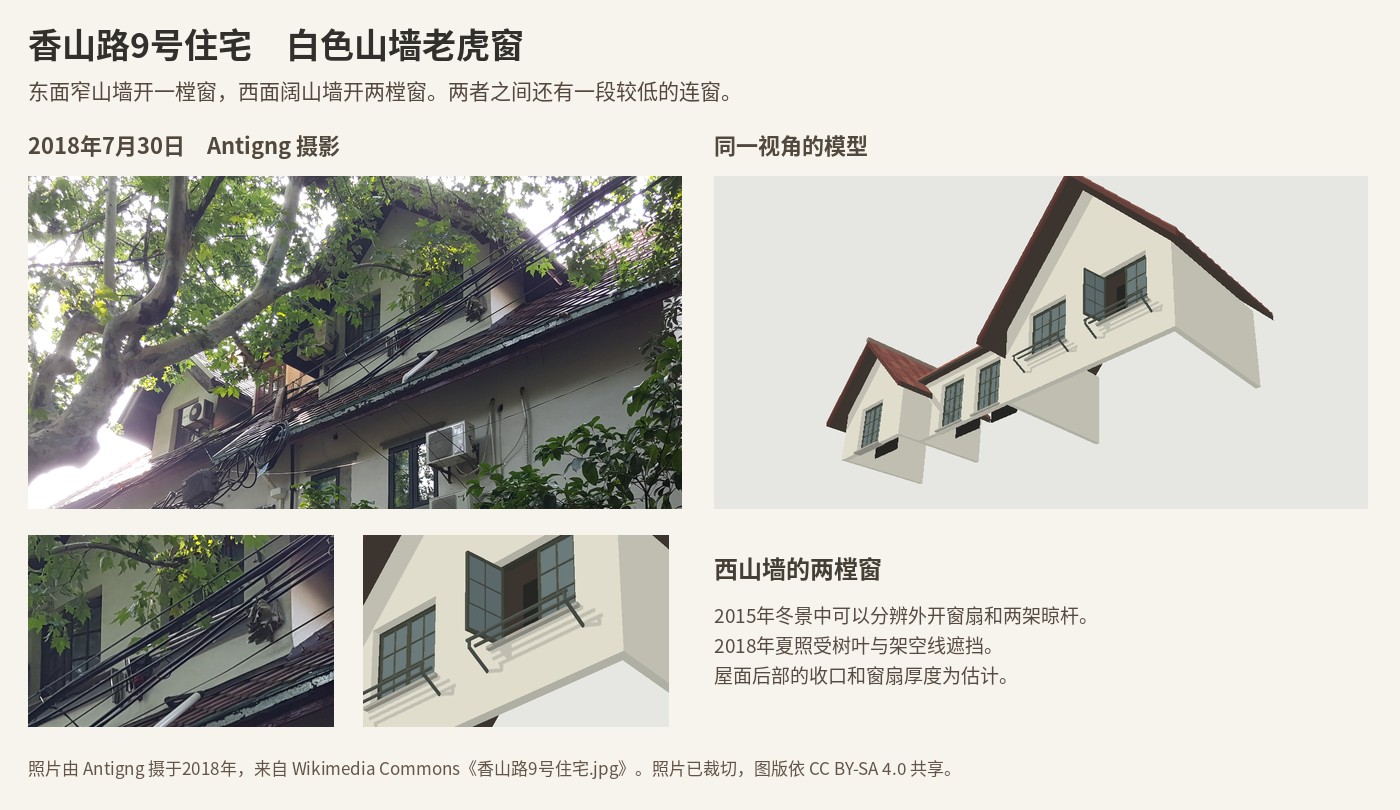 香山路9号住宅　白色山墙老虎窗
东面窄山墙开一樘窗，西面阔山墙开两樘窗。两者之间还有一段较低的连窗。
2018年7月30日　Antigng 摄影
同一视角的模型
西山墙的两樘窗
2015年冬景中可以分辨外开窗扇和两架晾杆。
2018年夏照受树叶与架空线遮挡。
屋面后部的收口和窗扇厚度为估计。
照片由 Antigng 摄于2018年，来自 Wikimedia Commons《香山路9号住宅.jpg》。照片已裁切，图版依 CC BY-SA 4.0 共享。